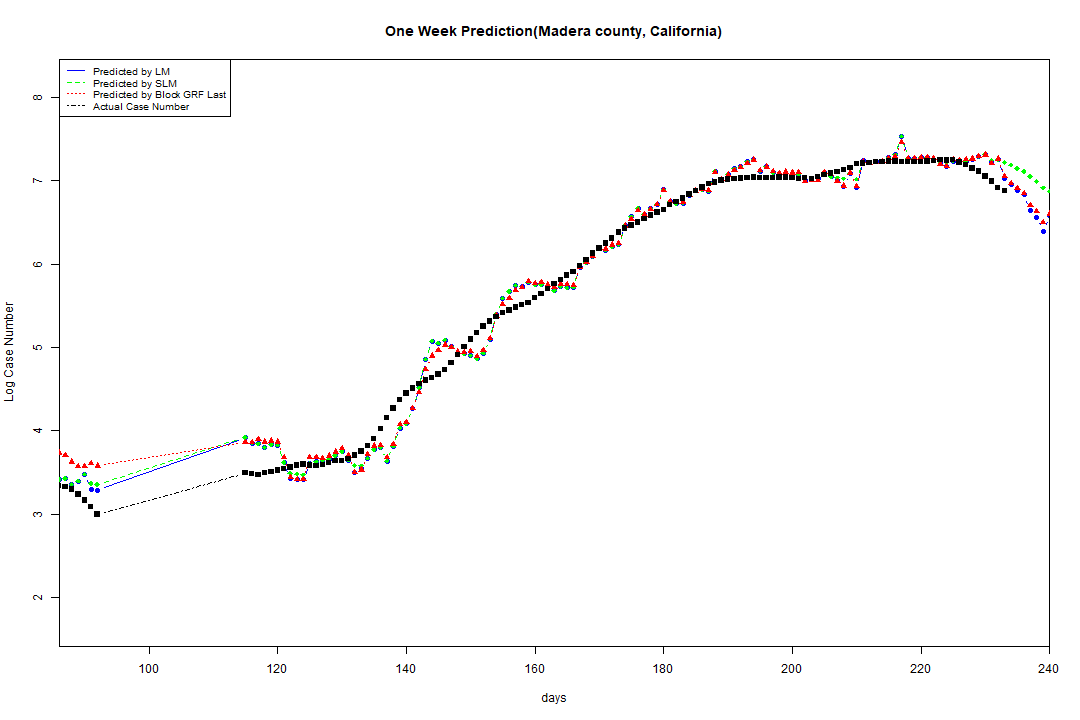 One Week Prediction(Madera county, California)
Predicted by LM
Predicted by SLM
Predicted by Block GRF Last
Actual Case Number
8
7
6
5
4
3
2
Log Case Number
100 120 140 160 180 200 220 240
days